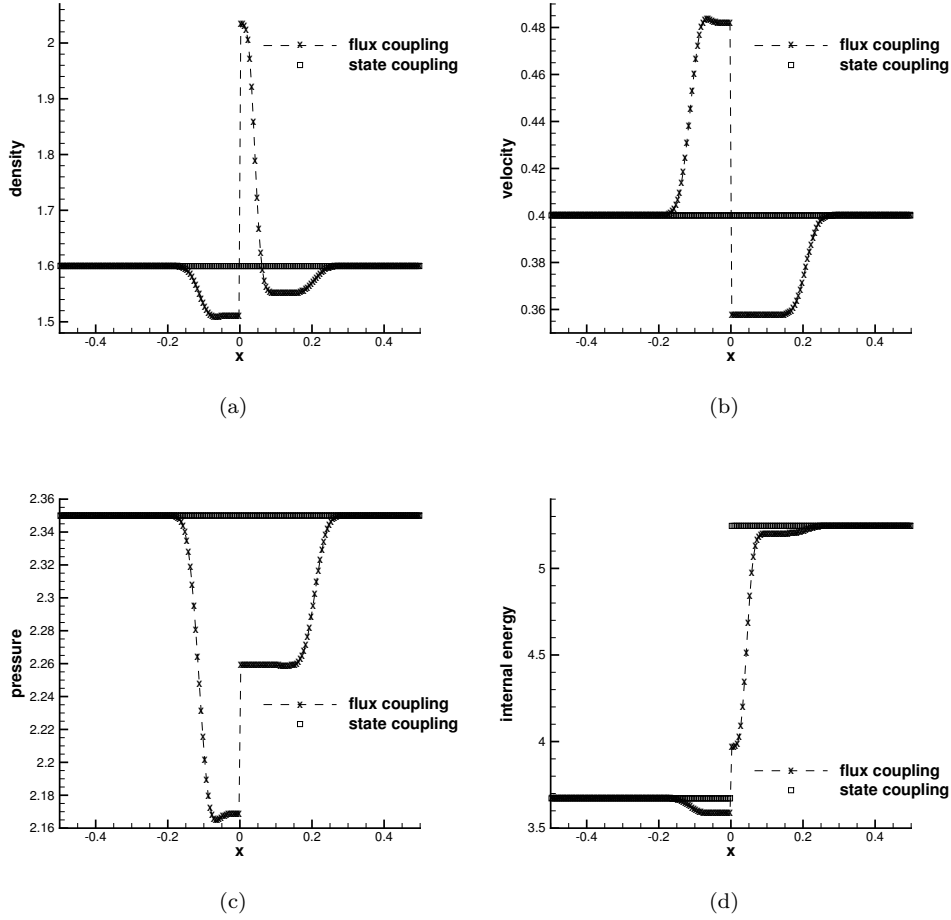 2
1.9
1.8
1.7
1.6
1.5
density
-0.4 -0.2 0 0.2 0.4
x
flux coupling
state coupling
(a)
0.48
0.46
0.44
0.42
0.4
0.38
0.36
velocity
-0.4 -0.2 0 0.2 0.4
x
flux coupling
state coupling
(b)
2.36
2.34
2.32
2.3
2.28
2.26
2.24
2.22
2.2
2.18
2.16
pressure
-0.4 -0.2 0 0.2 0.4
x
flux coupling
state coupling
(c)
5
4.5
4
3.5
internal energy
-0.4 -0.2 0 0.2 0.4
x
flux coupling
state coupling
(d)